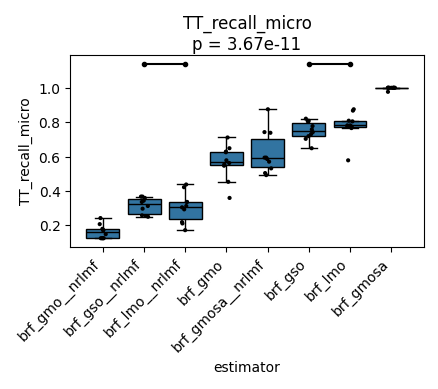 TT_recall_micro
p = 3.67e-11
TT_recall_micro
1.0
0.8
0.6
0.4
0.2
brf_gmo__nrlmf
brf_gso__nrlmf
brf_lmo__nrlmf
brf_gmo
brf_gmosa__nrlmf
brf_gso
brf_lmo
brf_gmosa
estimator